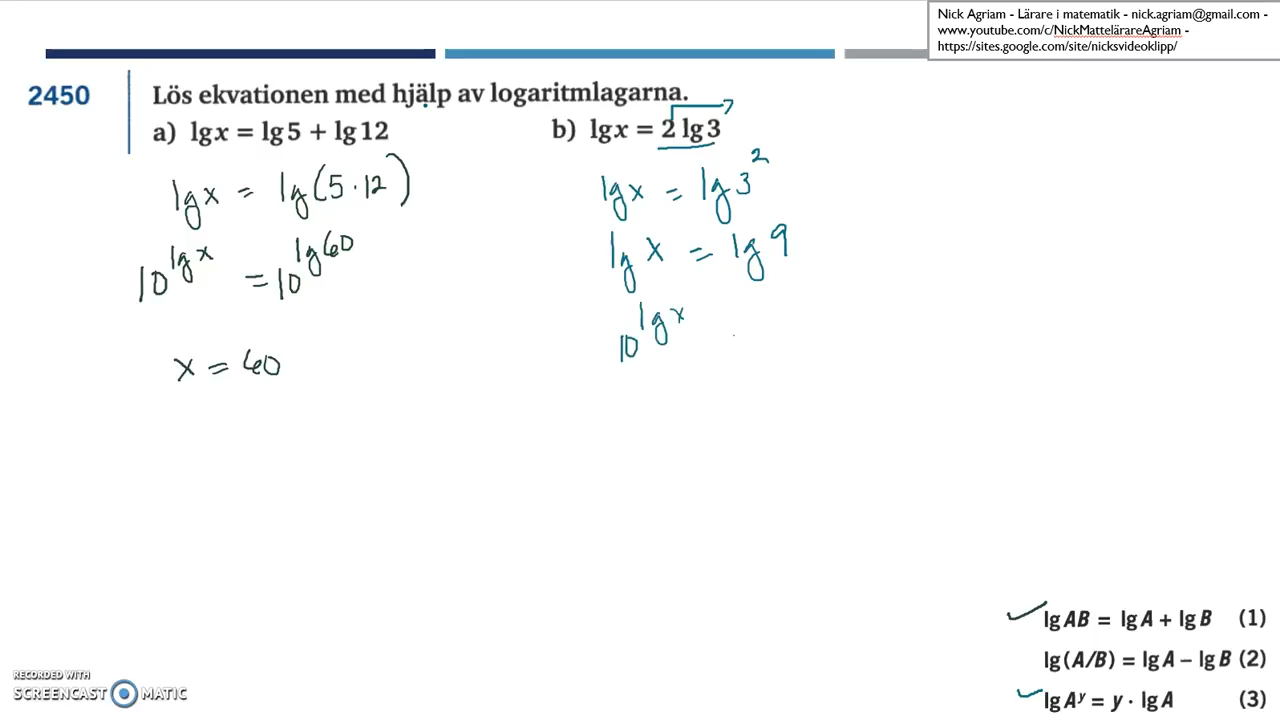 Nick Agriam - Lärare i matematik - nick.agriam@gmail.com -
www.youtube.com/c/NickMattelärareAgriam -
https://sites.google.com/site/nicksvideoklipp/
2450 Lös ekvationen med hjälp av logaritmlagarna.
a) lg x = lg 5 + lg 12
b) lg x = 2 lg 3
lg x = lg(5·12)
10^lg x = 10^lg 60
x = 60
lg x = lg 3^2
lg x = lg 9
10^lg x
lg AB = lg A + lg B (1)
lg(A/B) = lg A – lg B (2)
lg A^y = y · lg A (3)
RECORDED WITH
SCREENCAST MATIC